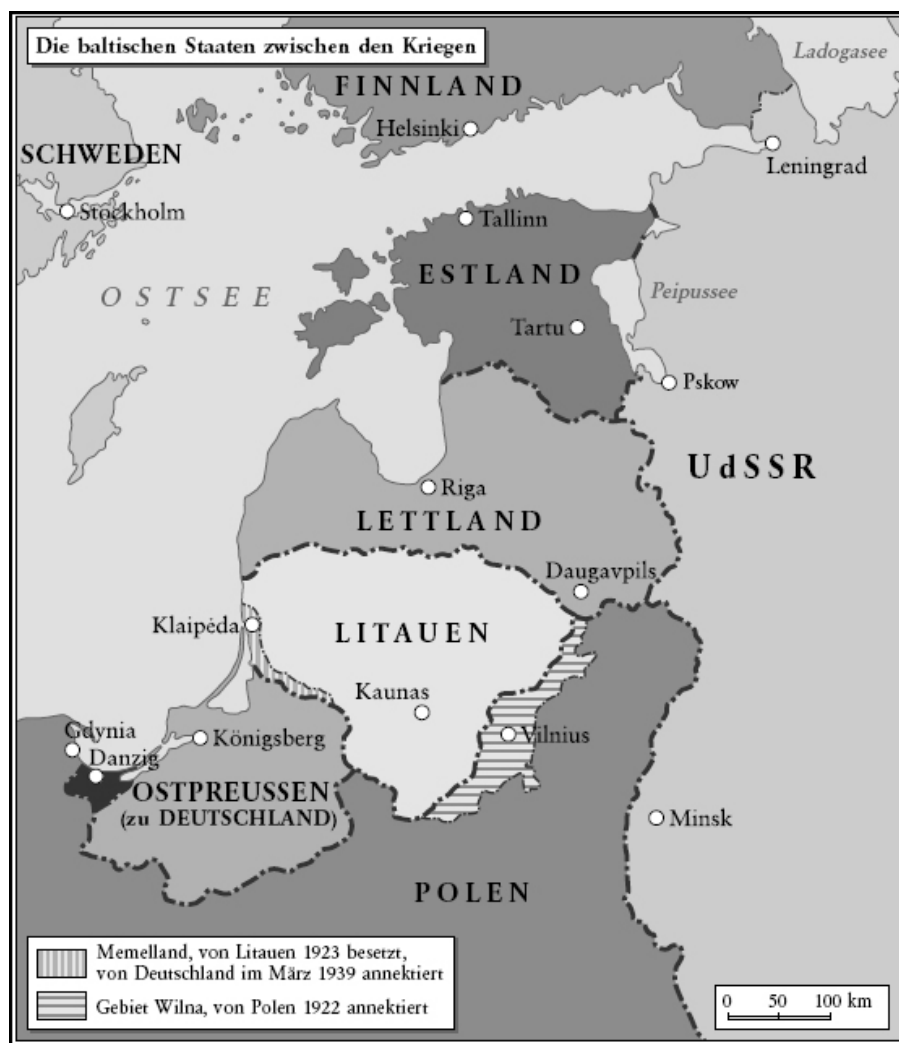 Die baltischen Staaten zwischen den Kriegen
Ladogasee
FINNLAND
Helsinki
SCHWEDEN
Leningrad
Stockholm
Tallinn
ESTLAND
OSTSEE
Peipussee
Tartu
Pskow
UdSSR
Riga
LETTLAND
Daugavpils
Klaipėda
LITAUEN
Kaunas
Gdynia
Königsberg
Vilnius
Danzig
OSTPREUSSEN
(zu DEUTSCHLAND)
Minsk
POLEN
Memelland, von Litauen 1923 besetzt,
von Deutschland im März 1939 annektiert
Gebiet Wilna, von Polen 1922 annektiert
0 50 100 km